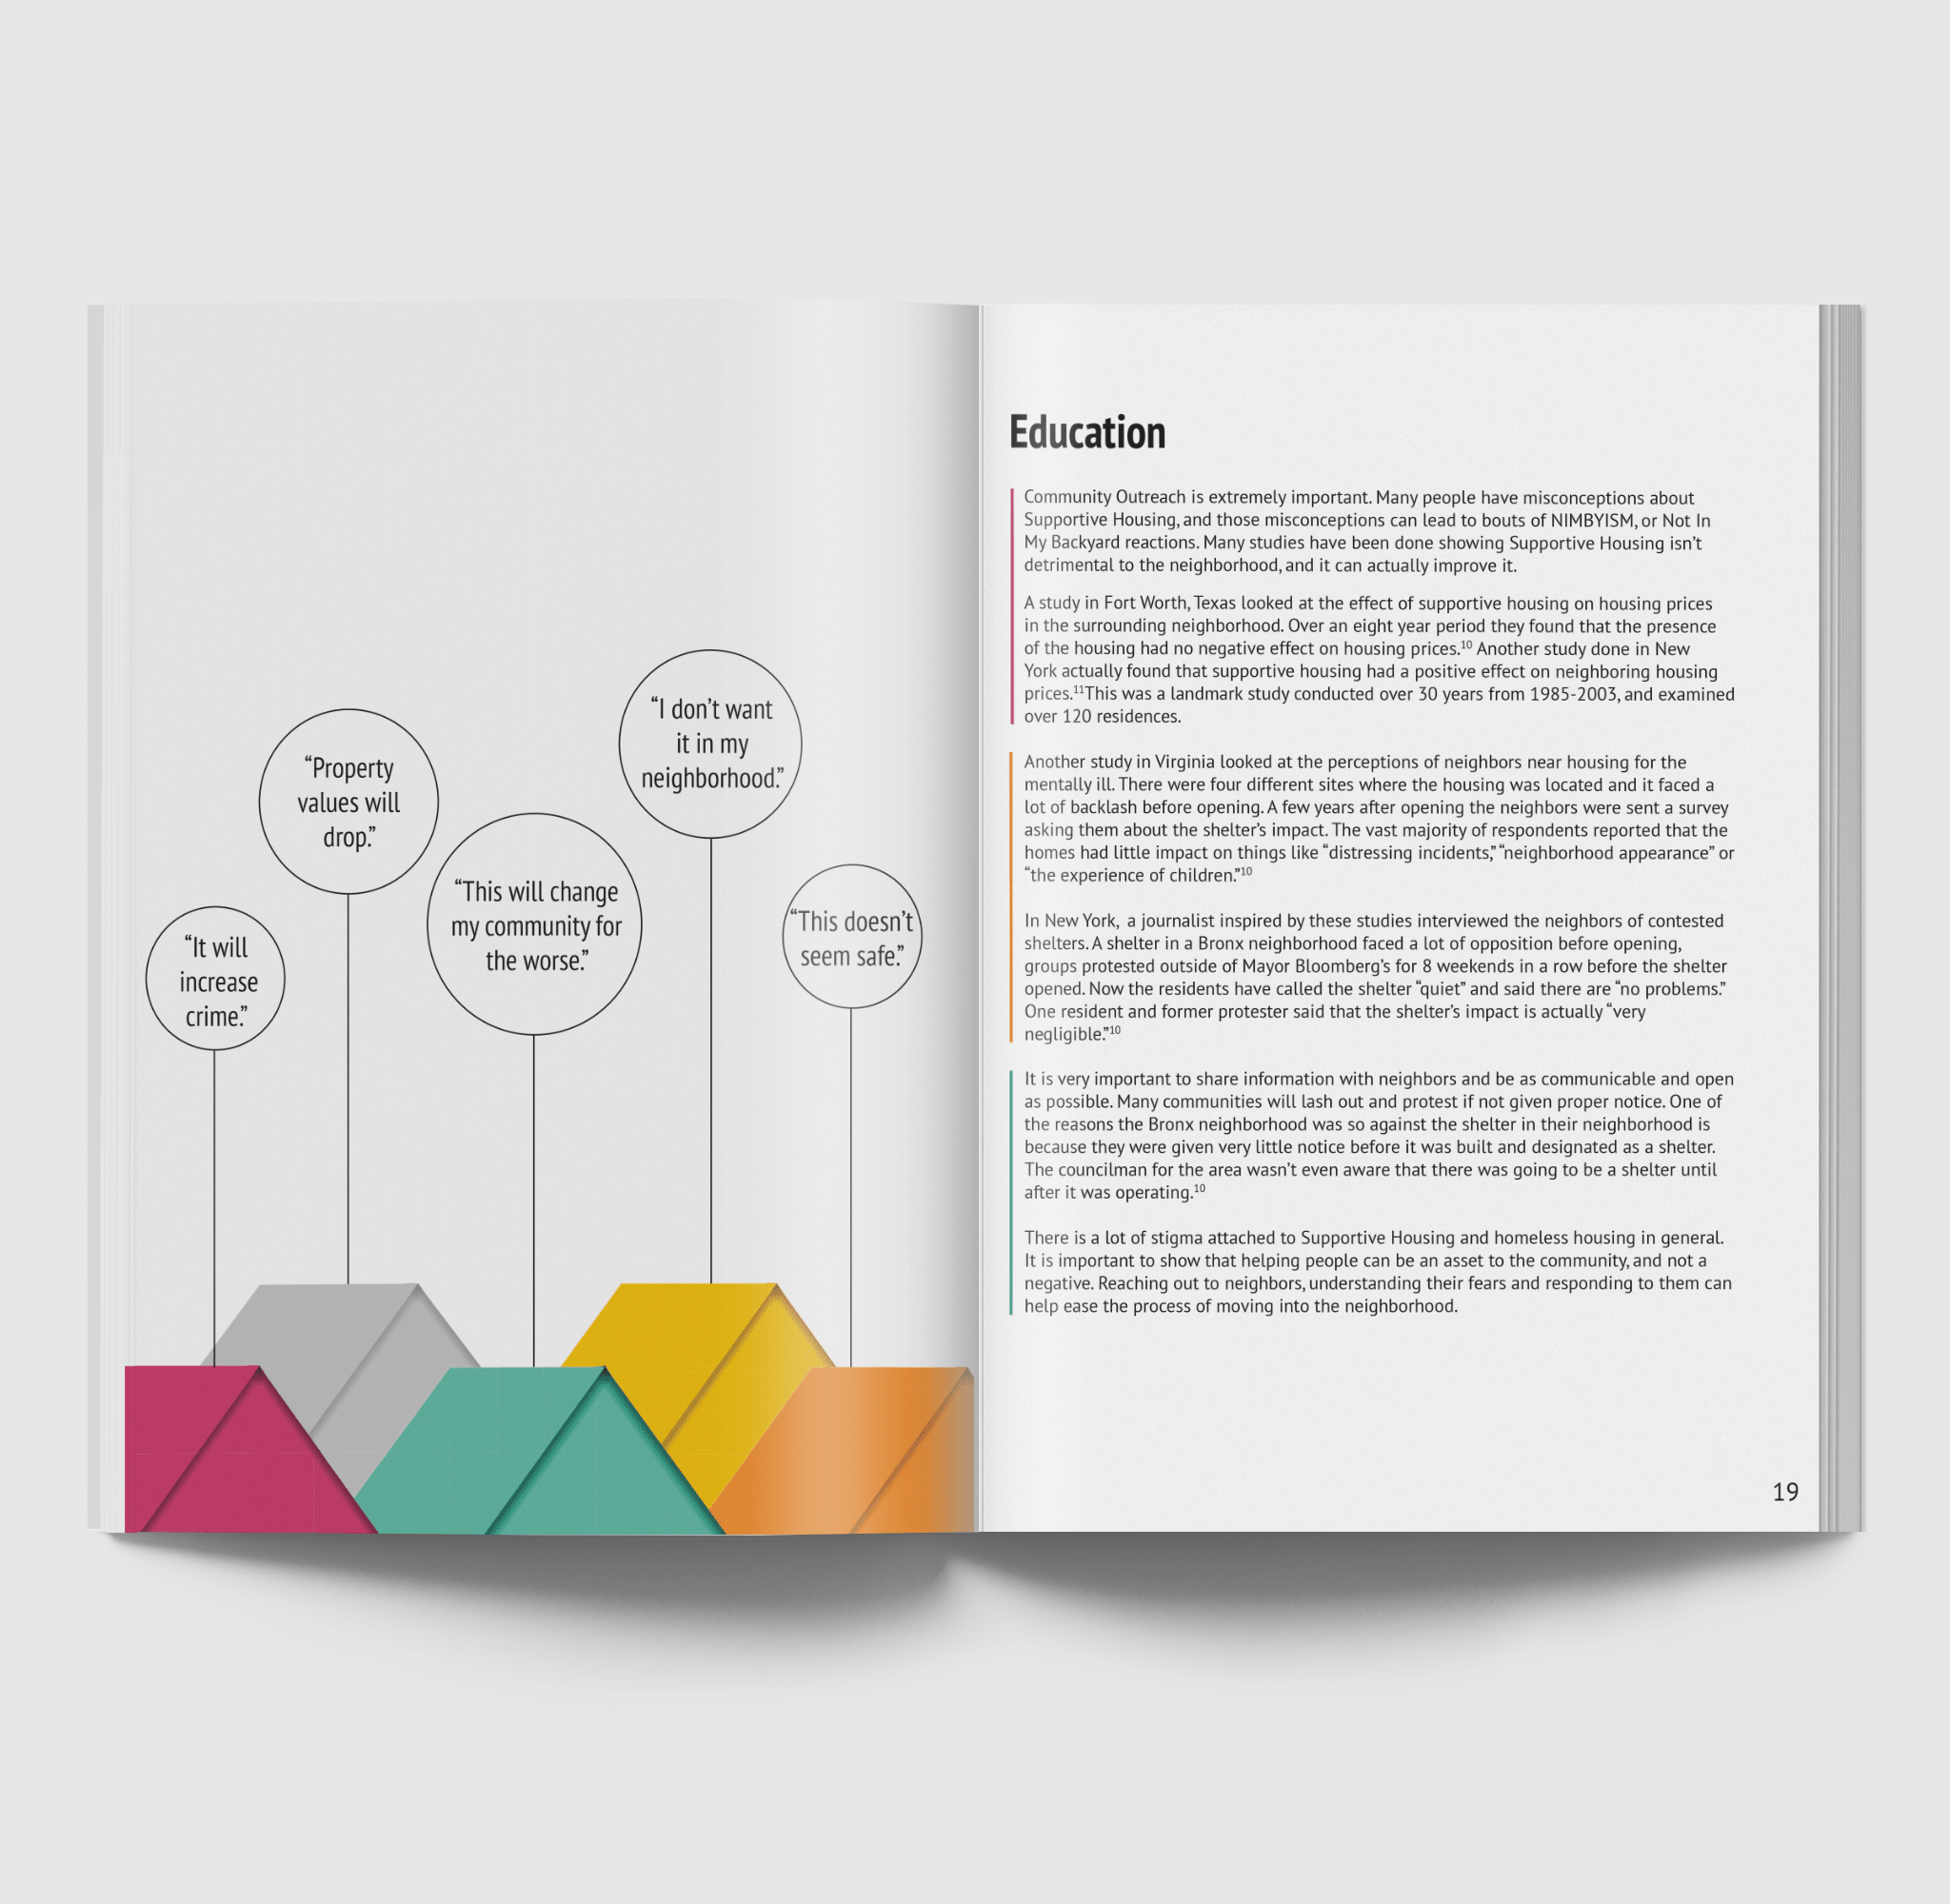 “It will
increase
crime.”
“Property
values will
drop.”
“This will change
my community for
the worse.”
“I don’t want
it in my
neighborhood.”
“This doesn’t
seem safe.”
Education
Community Outreach is extremely important. Many people have misconceptions about
Supportive Housing, and those misconceptions can lead to bouts of NIMBYISM, or Not In
My Backyard reactions. Many studies have been done showing Supportive Housing isn’t
detrimental to the neighborhood, and it can actually improve it.
A study in Fort Worth, Texas looked at the effect of supportive housing on housing prices
in the surrounding neighborhood. Over an eight year period they found that the presence
of the housing had no negative effect on housing prices.¹⁰ Another study done in New
York actually found that supportive housing had a positive effect on neighboring housing
prices.¹¹This was a landmark study conducted over 30 years from 1985-2003, and examined
over 120 residences.
Another study in Virginia looked at the perceptions of neighbors near housing for the
mentally ill. There were four different sites where the housing was located and it faced a
lot of backlash before opening. A few years after opening the neighbors were sent a survey
asking them about the shelter’s impact. The vast majority of respondents reported that the
homes had little impact on things like “distressing incidents,” “neighborhood appearance” or
“the experience of children.”¹⁰
In New York, a journalist inspired by these studies interviewed the neighbors of contested
shelters. A shelter in a Bronx neighborhood faced a lot of opposition before opening,
groups protested outside of Mayor Bloomberg’s for 8 weekends in a row before the shelter
opened. Now the residents have called the shelter “quiet” and said there are “no problems.”
One resident and former protester said that the shelter’s impact is actually “very
negligible.”¹⁰
It is very important to share information with neighbors and be as communicable and open
as possible. Many communities will lash out and protest if not given proper notice. One of
the reasons the Bronx neighborhood was so against the shelter in their neighborhood is
because they were given very little notice before it was built and designated as a shelter.
The councilman for the area wasn’t even aware that there was going to be a shelter until
after it was operating.¹⁰
There is a lot of stigma attached to Supportive Housing and homeless housing in general.
It is important to show that helping people can be an asset to the community, and not a
negative. Reaching out to neighbors, understanding their fears and responding to them can
help ease the process of moving into the neighborhood.
19